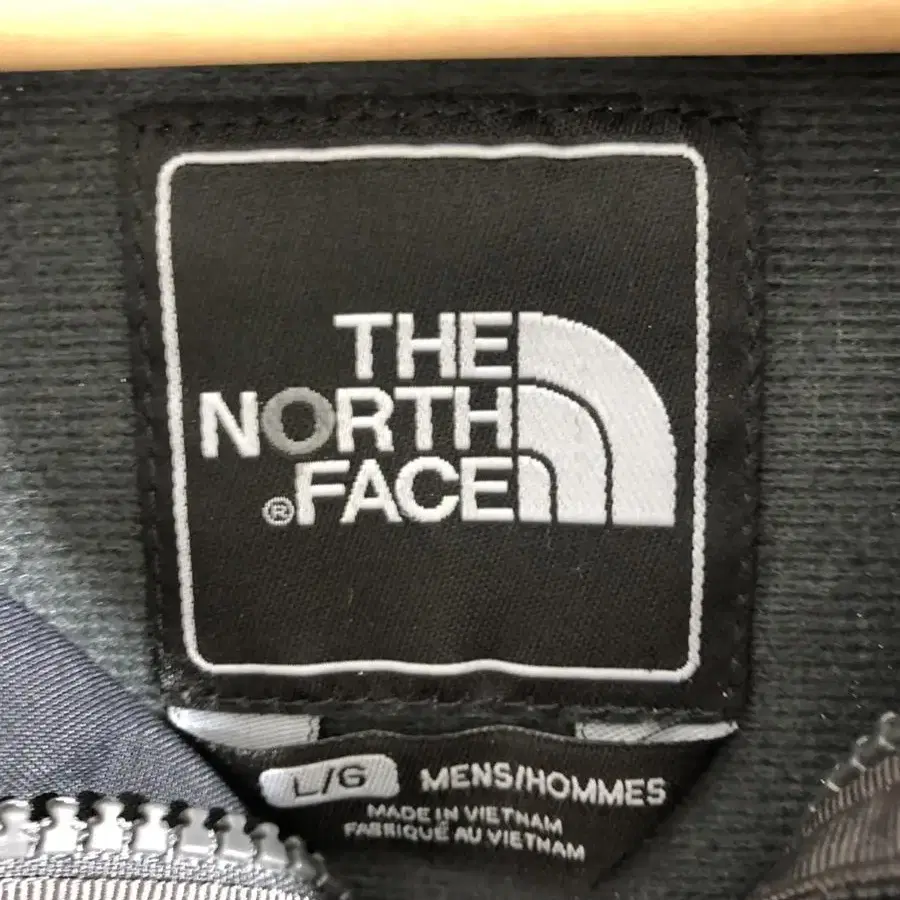 THE
NORTH
FACE
®
L/G MENS/HOMMES
MADE IN VIETNAM
FABRIQUÉ AU VIETNAM